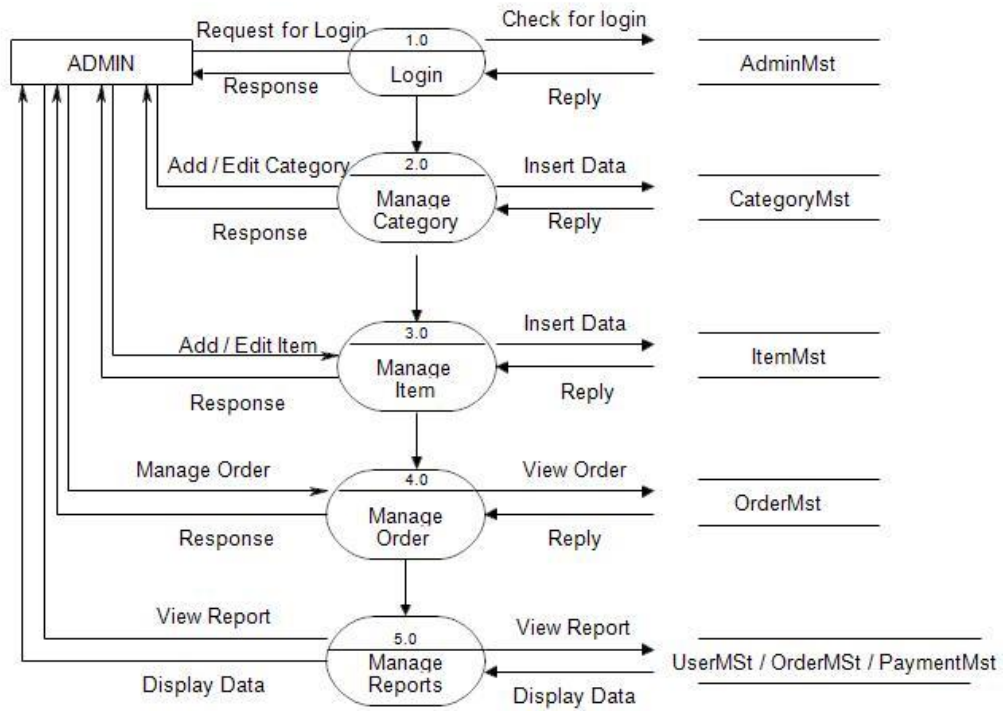 Request for Login
Check for login
ADMIN
1.0
Login
AdminMst
Response
Reply
Add / Edit Category
2.0
Insert Data
Manage
Category
CategoryMst
Response
Reply
Add / Edit Item
3.0
Insert Data
Manage
Item
ItemMst
Response
Reply
Manage Order
4.0
View Order
Manage
Order
OrderMst
Response
Reply
View Report
5.0
View Report
Manage
Reports
UserMSt / OrderMSt / PaymentMst
Display Data
Display Data